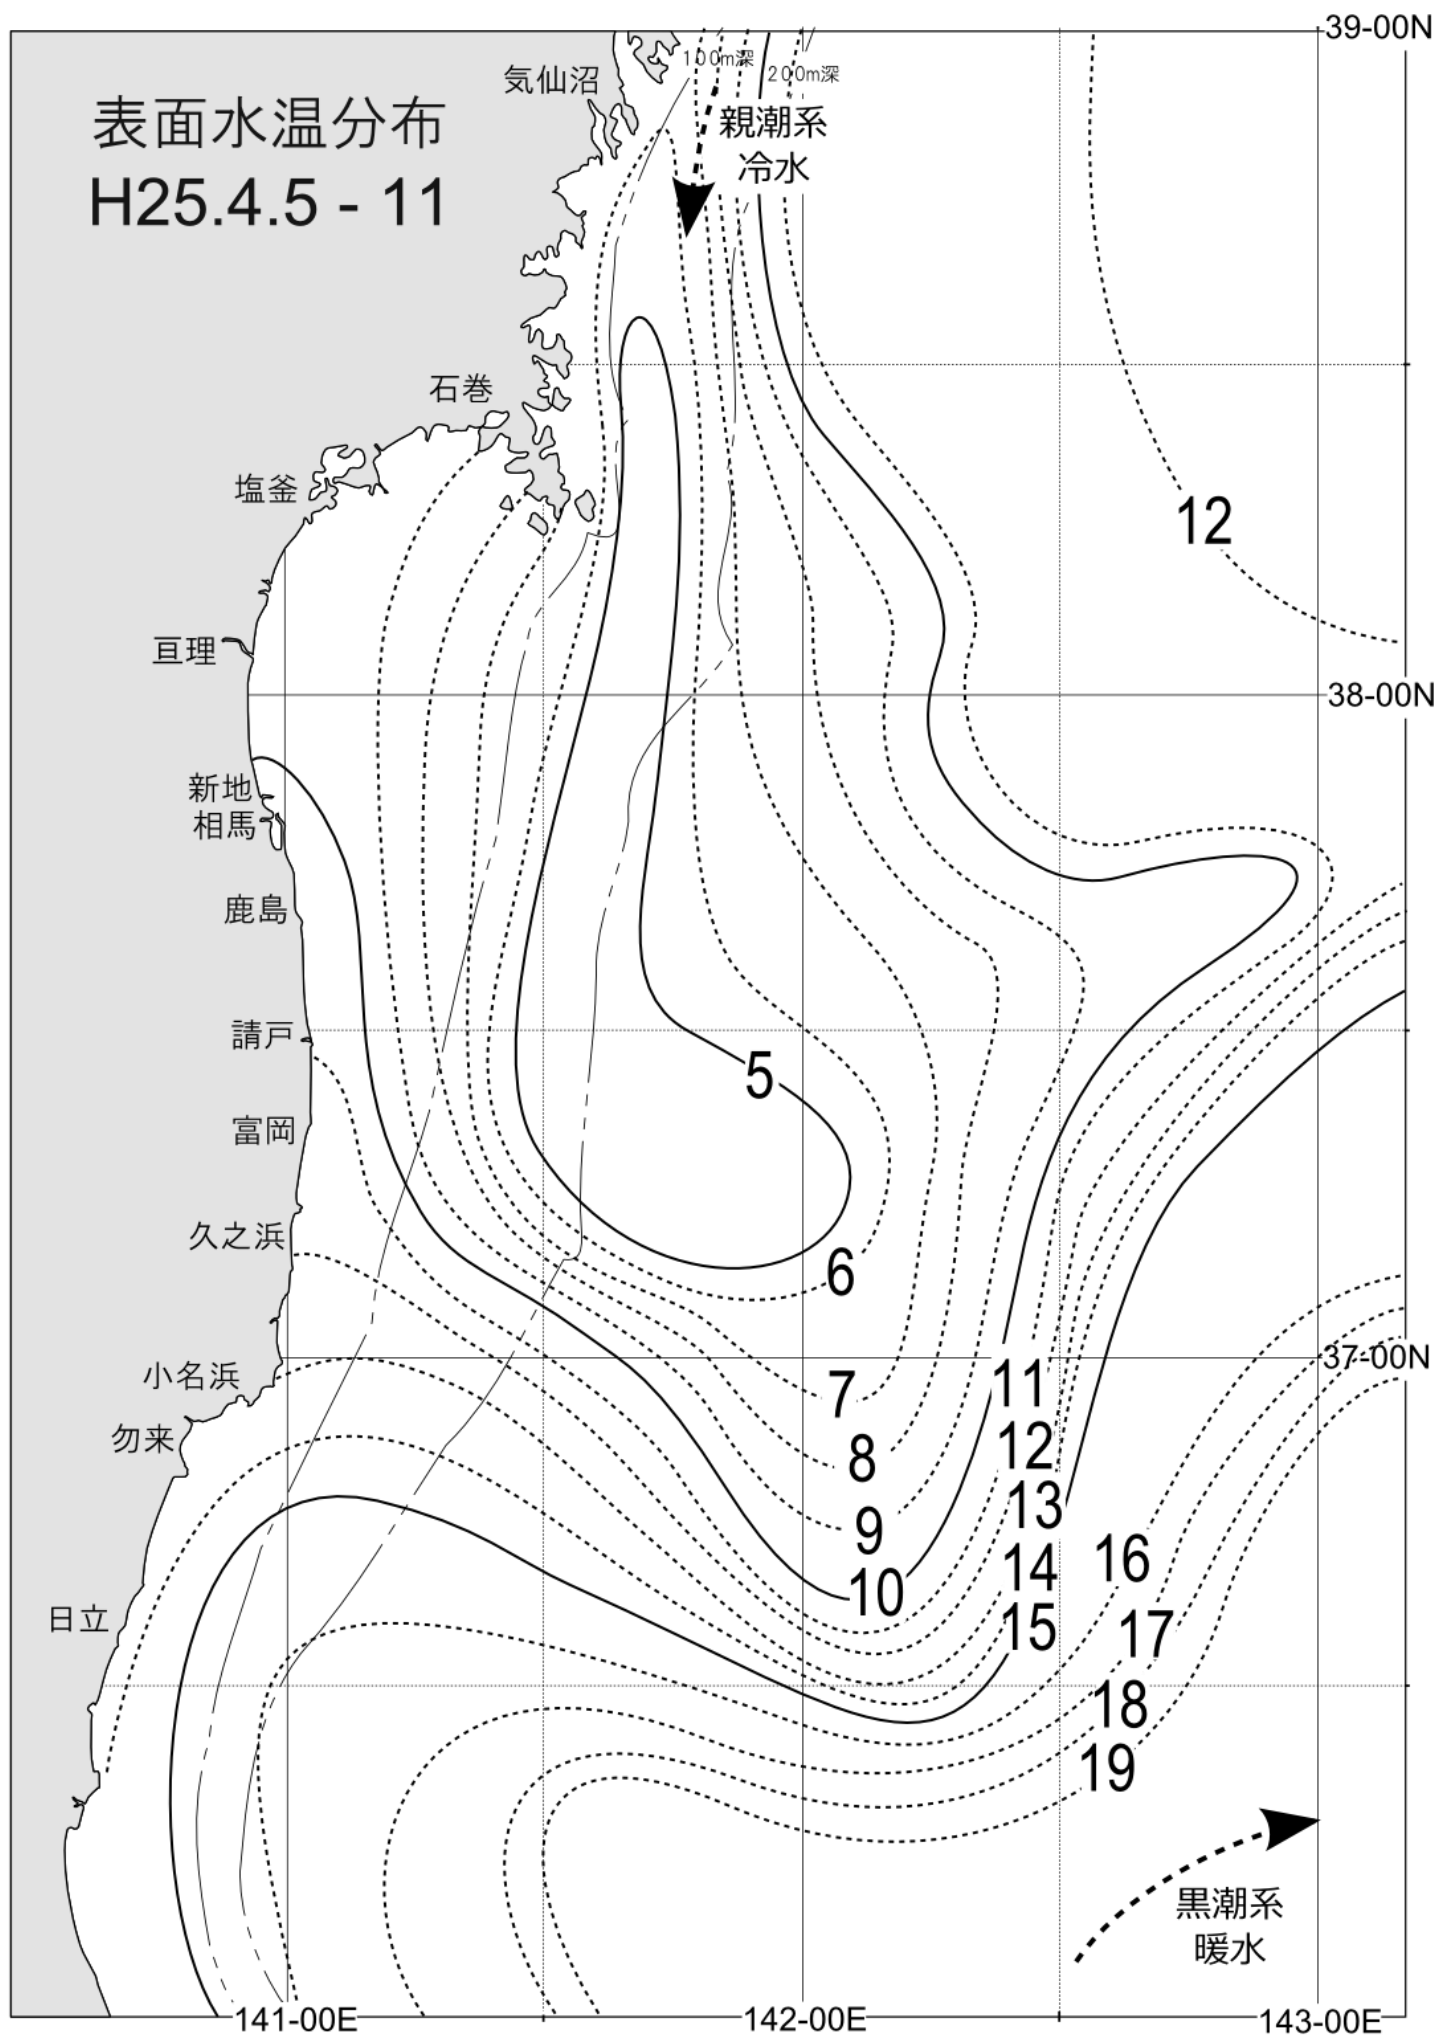 39-00N
100m深
200m深
気仙沼
表面水温分布
H25.4.5 - 11
親潮系
冷水
石巻
塩釜
12
亘理
38-00N
新地
相馬
鹿島
請戸
5
富岡
久之浜
6
37-00N
小名浜
7
11
勿来
8
12
13
9
16
14
10
日立
15
17
18
19
黒潮系
暖水
141-00E
142-00E
143-00E